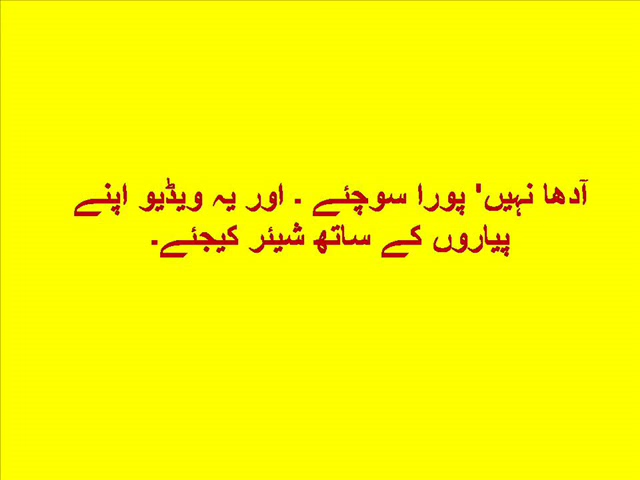 آدھا نہیں' پورا سوچئے ۔ اور یہ ویڈیو اپنے
پیاروں کے ساتھ شیئر کیجئے۔